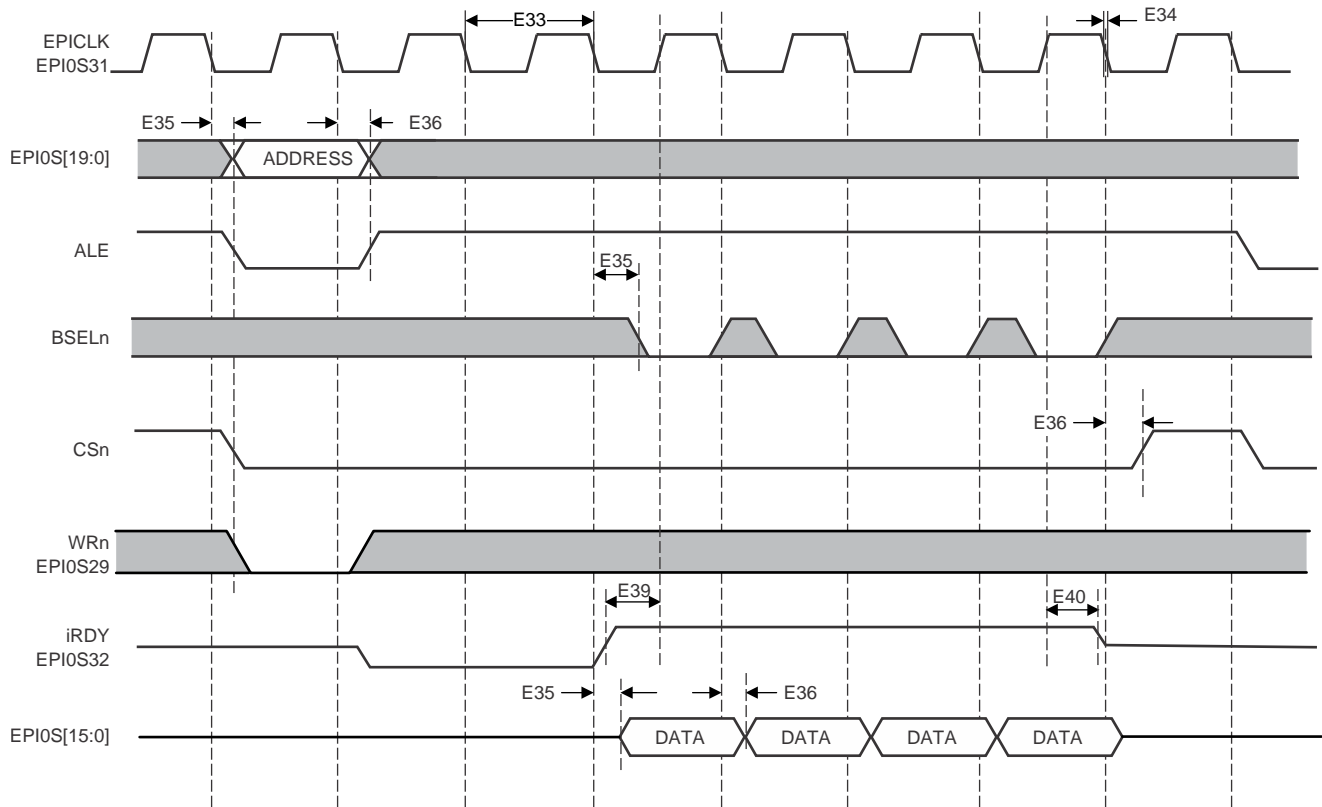 E33
E34
EPICLK
EPI0S31
E35
E36
EPI0S[19:0]
ADDRESS
ALE
E35
BSELn
E36
CSn
WRn
EPI0S29
E39
E40
iRDY
EPI0S32
E35
E36
EPI0S[15:0]
DATA
DATA
DATA
DATA